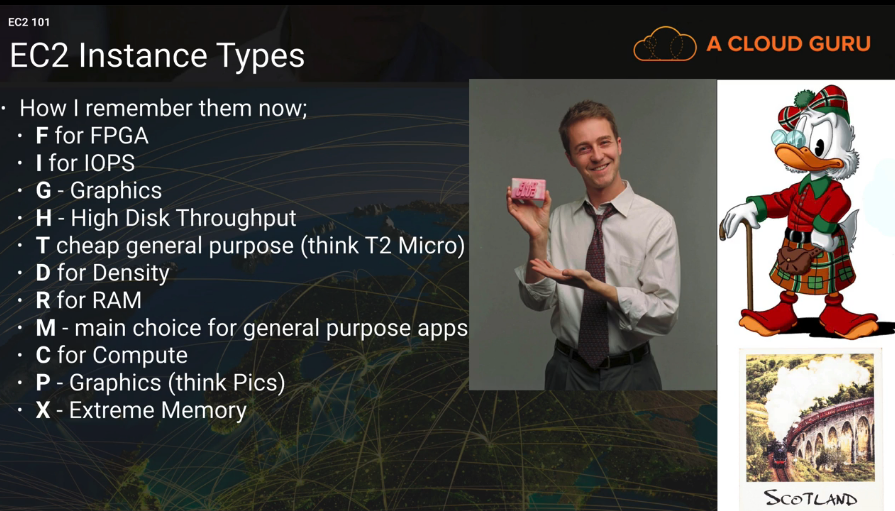 EC2 101
EC2 Instance Types
A CLOUD GURU
· How I remember them now;
· F for FPGA
· I for IOPS
· G - Graphics
· H - High Disk Throughput
· T cheap general purpose (think T2 Micro)
· D for Density
· R for RAM
· M - main choice for general purpose apps
· C for Compute
· P - Graphics (think Pics)
· X - Extreme Memory
FIGHT CLUB
SCOTLAND